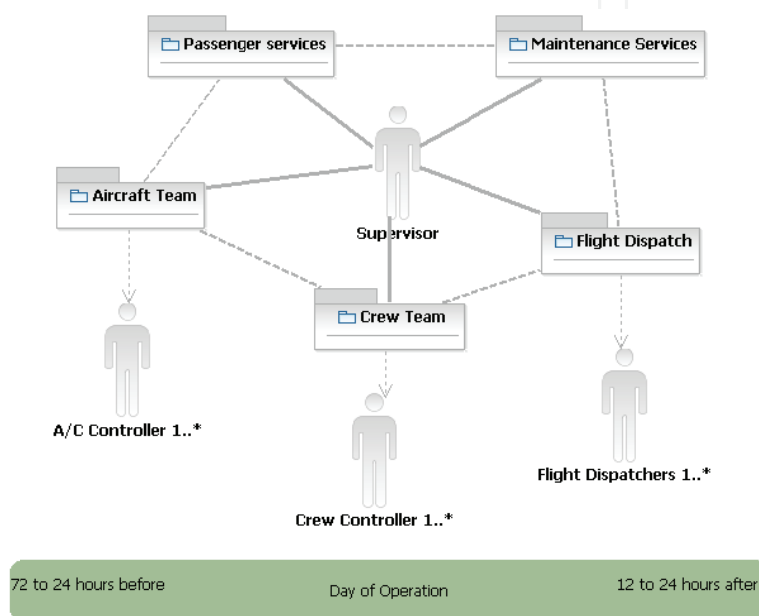 Passenger services
Maintenance Services
Aircraft Team
Supervisor
Flight Dispatch
Crew Team
A/C Controller 1..*
Flight Dispatchers 1..*
Crew Controller 1..*
72 to 24 hours before
Day of Operation
12 to 24 hours after